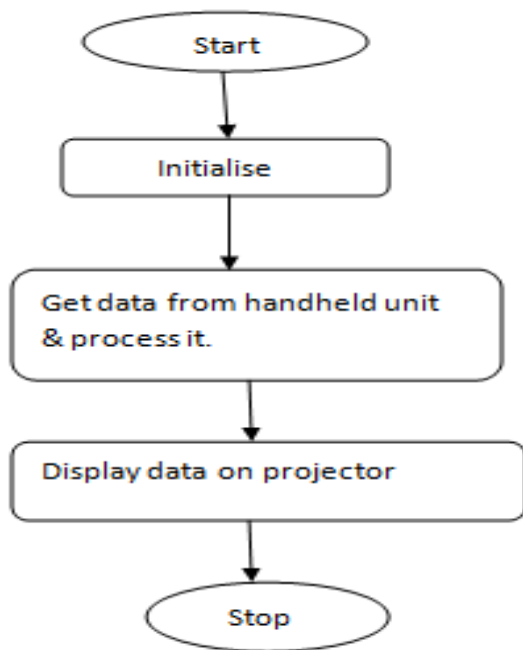 Start
Initialise
Get data from handheld unit
& process it.
Display data on projector
Stop